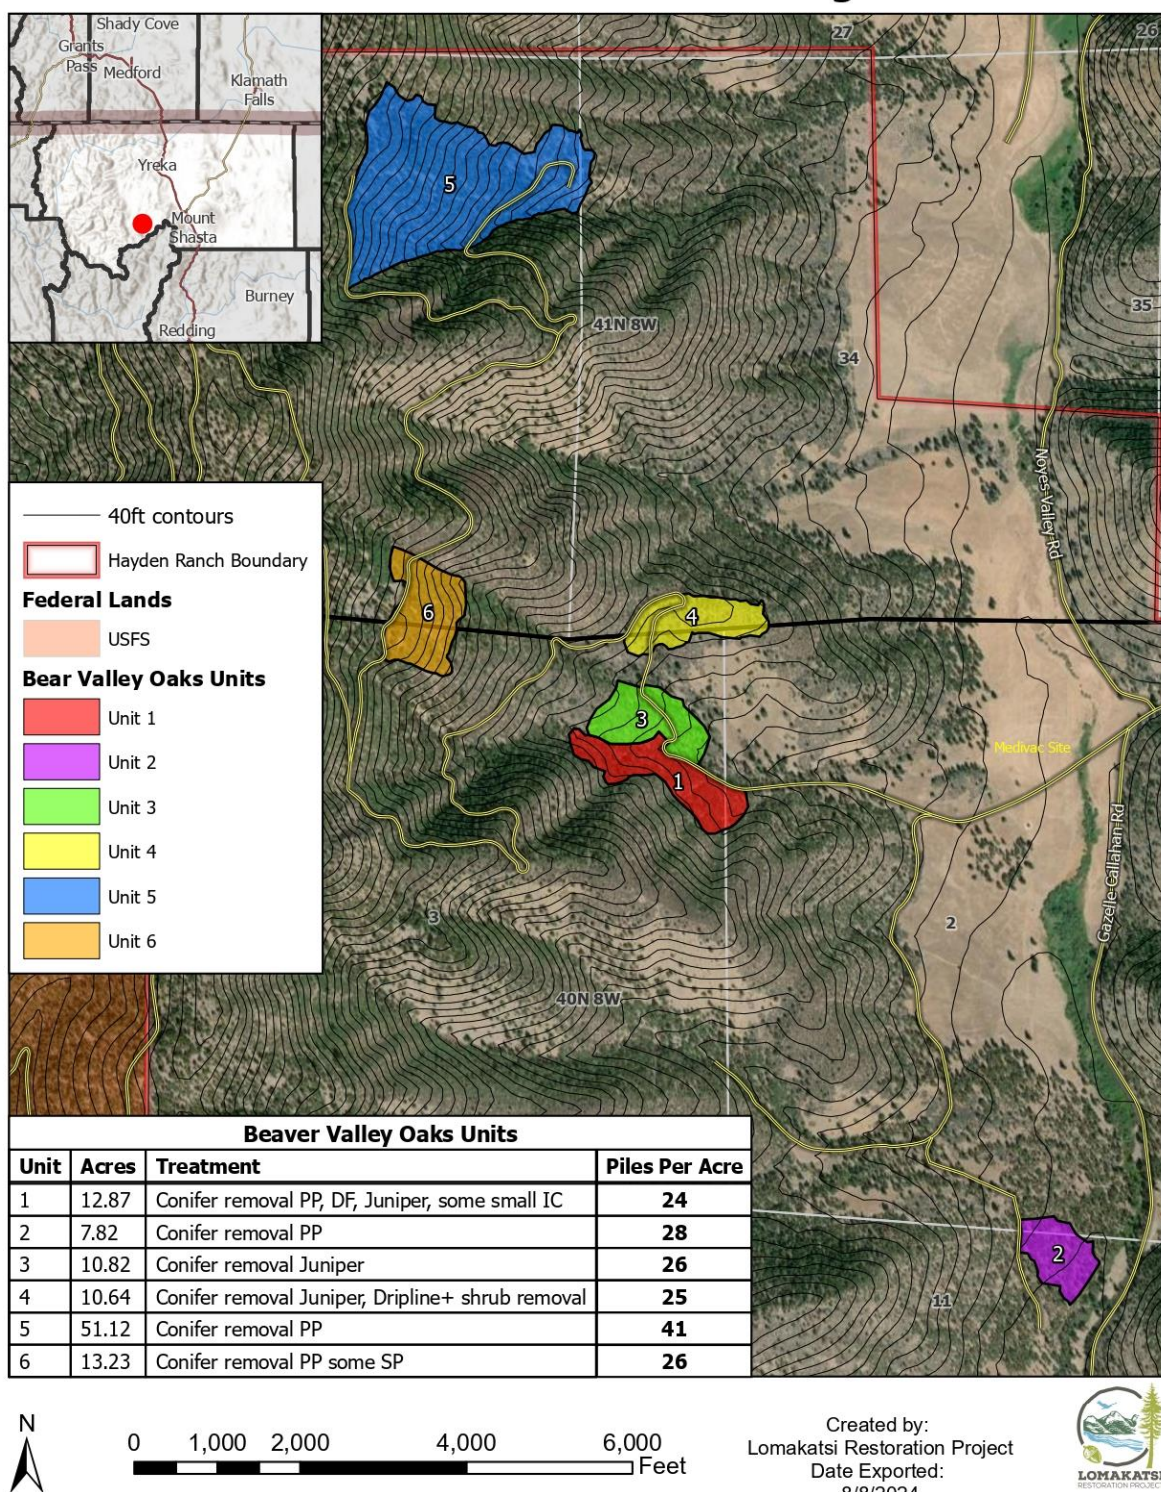 Shady Cove
Grants
Pass
Medford
Klamath
Falls
Yreka
Mount
Shasta
Burney
Redding
27
26
5
41N 8W
34
35
Noyes-Valley-Rd
40ft contours
Hayden Ranch Boundary
Federal Lands
USFS
Bear Valley Oaks Units
Unit 1
Unit 2
Unit 3
Unit 4
Unit 5
Unit 6
6
4
3
1
Medivac Site
Gazelle-Callahan-Rd
3
2
40N 8W
2
11
Beaver Valley Oaks Units
Unit Acres Treatment Piles Per Acre
1 12.87 Conifer removal PP, DF, Juniper, some small IC 24
2 7.82 Conifer removal PP 28
3 10.82 Conifer removal Juniper 26
4 10.64 Conifer removal Juniper, Dripline+ shrub removal 25
5 51.12 Conifer removal PP 41
6 13.23 Conifer removal PP some SP 26
N
0 1,000 2,000 4,000 6,000
Feet
Created by:
Lomakatsi Restoration Project
Date Exported:
8/8/2024
LOMAKATSI
RESTORATION PROJECT